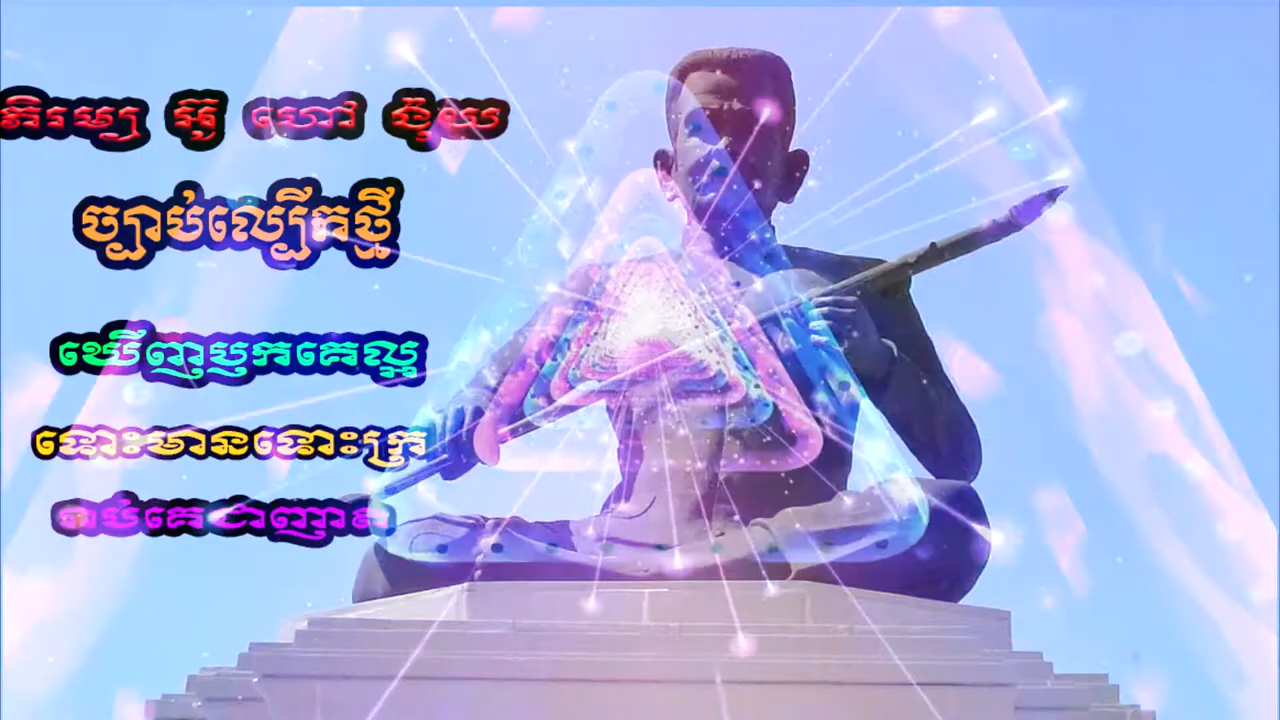 ភិរម្យ អ៊ូ ហៅ ង៉ុយ
ច្បាប់ល្បើកថ្មី
ឃើញឫកគេល្អ
ទោះមានទោះក្រ
រាប់គេជាញាត